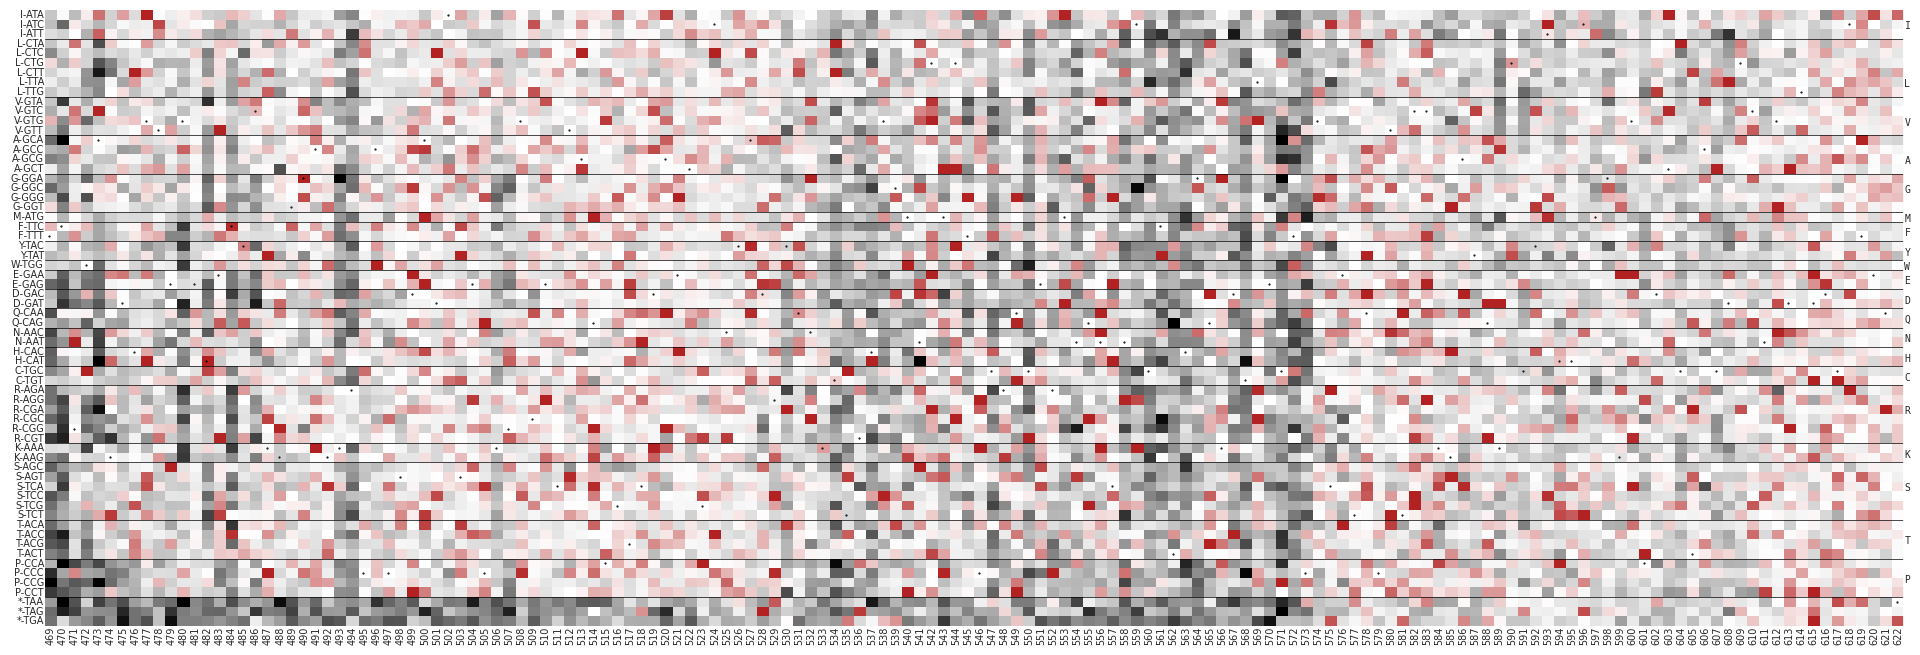 I-ATA
I-ATC
I-ATT
L-CTA
L-CTC
L-CTG
L-CTT
L-TTA
L-TTG
V-GTA
V-GTC
V-GTG
V-GTT
A-GCA
A-GCC
A-GCG
A-GCT
G-GGA
G-GGC
G-GGG
G-GGT
M-ATG
F-TTC
F-TTT
Y-TAC
Y-TAT
W-TGG
E-GAA
E-GAG
D-GAC
D-GAT
Q-CAA
Q-CAG
N-AAC
N-AAT
H-CAC
H-CAT
C-TGC
C-TGT
R-AGA
R-AGG
R-CGA
R-CGC
R-CGG
R-CGT
K-AAA
K-AAG
S-AGC
S-AGT
S-TCA
S-TCC
S-TCG
S-TCT
T-ACA
T-ACC
T-ACG
T-ACT
P-CCA
P-CCC
P-CCG
P-CCT
*-TAA
*-TAG
*-TGA
I
L
V
A
G
M
F
Y
W
E
D
Q
N
H
C
R
K
S
T
P
469 470 471 472 473 474 475 476 477 478 479 480 481 482 483 484 485 486 487 488 489 490 491 492 493 494 495 496 497 498 499 500 501 502 503 504 505 506 507 508 509 510 511 512 513 514 515 516 517 518 519 520 521 522 523 524 525 526 527 528 529 530 531 532 533 534 535 536 537 538 539 540 541 542 543 544 545 546 547 548 549 550 551 552 553 554 555 556 557 558 559 560 561 562 563 564 565 566 567 568 569 570 571 572 573 574 575 576 577 578 579 580 581 582 583 584 585 586 587 588 589 590 591 592 593 594 595 596 597 598 599 600 601 602 603 604 605 606 607 608 609 610 611 612 613 614 615 616 617 618 619 620 621 622